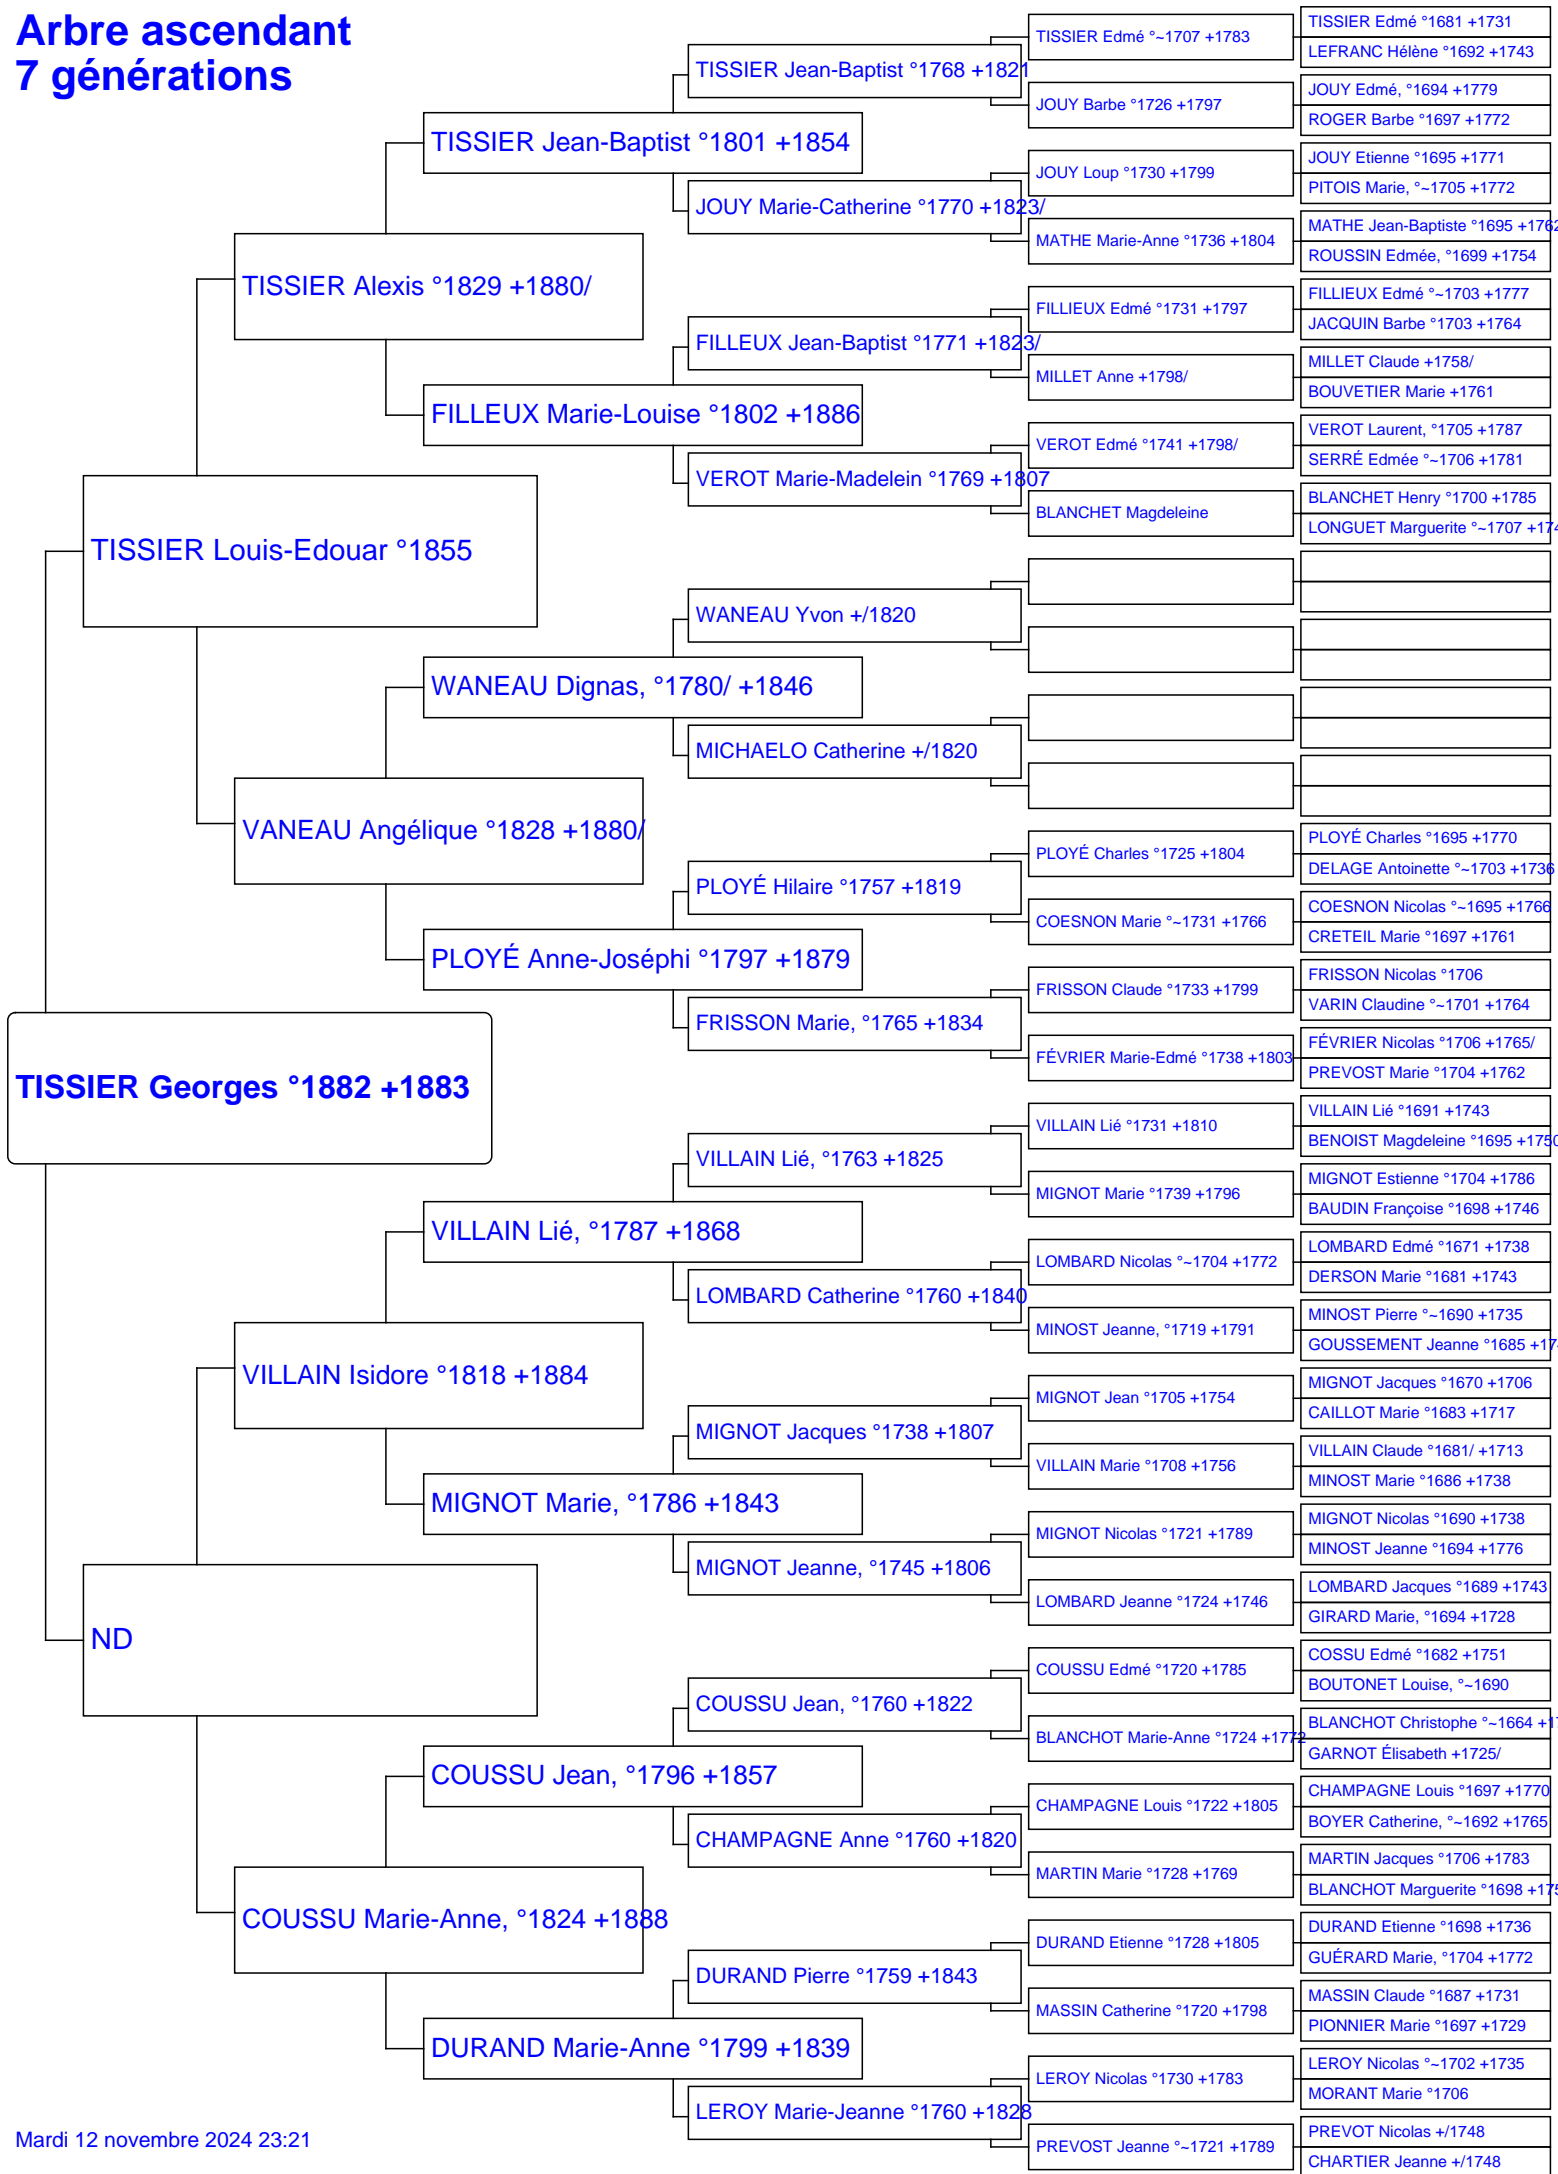 Arbre ascendant
7 générations
TISSIER Georges °1882 +1883
TISSIER Louis-Edouar °1855
ND
TISSIER Alexis °1829 +1880/
VANEAU Angélique °1828 +1880/
VILLAIN Isidore °1818 +1884
COUSSU Marie-Anne, °1824 +1888
TISSIER Jean-Baptist °1801 +1854
FILLEUX Marie-Louise °1802 +1886
WANEAU Dignas, °1780/ +1846
PLOYÉ Anne-Joséphi °1797 +1879
VILLAIN Lié, °1787 +1868
MIGNOT Marie, °1786 +1843
COUSSU Jean, °1796 +1857
DURAND Marie-Anne °1799 +1839
TISSIER Jean-Baptist °1768 +1821
JOUY Marie-Catherine °1770 +1823/
FILLEUX Jean-Baptist °1771 +1823/
VEROT Marie-Madelein °1769 +1807
WANEAU Yvon +/1820
MICHAELO Catherine +/1820
PLOYÉ Hilaire °1757 +1819
FRISSON Marie, °1765 +1834
VILLAIN Lié, °1763 +1825
LOMBARD Catherine °1760 +1840
MIGNOT Jacques °1738 +1807
MIGNOT Jeanne, °1745 +1806
COUSSU Jean, °1760 +1822
CHAMPAGNE Anne °1760 +1820
DURAND Pierre °1759 +1843
LEROY Marie-Jeanne °1760 +1828
TISSIER Edmé °~1707 +1783
JOUY Barbe °1726 +1797
JOUY Loup °1730 +1799
MATHE Marie-Anne °1736 +1804
FILLIEUX Edmé °1731 +1797
MILLET Anne +1798/
VEROT Edmé °1741 +1798/
BLANCHET Magdeleine
PLOYÉ Charles °1725 +1804
COESNON Marie °~1731 +1766
FRISSON Claude °1733 +1799
FÉVRIER Marie-Edmé °1738 +1803
VILLAIN Lié °1731 +1810
MIGNOT Marie °1739 +1796
LOMBARD Nicolas °~1704 +1772
MINOST Jeanne, °1719 +1791
MIGNOT Jean °1705 +1754
VILLAIN Marie °1708 +1756
MIGNOT Nicolas °1721 +1789
LOMBARD Jeanne °1724 +1746
COUSSU Edmé °1720 +1785
BLANCHOT Marie-Anne °1724 +1772
CHAMPAGNE Louis °1722 +1805
MARTIN Marie °1728 +1769
DURAND Etienne °1728 +1805
MASSIN Catherine °1720 +1798
LEROY Nicolas °1730 +1783
PREVOST Jeanne °~1721 +1789
TISSIER Edmé °1681 +1731
LEFRANC Hélène °1692 +1743
JOUY Edmé, °1694 +1779
ROGER Barbe °1697 +1772
JOUY Etienne °1695 +1771
PITOIS Marie, °~1705 +1772
MATHE Jean-Baptiste °1695 +1762
ROUSSIN Edmée, °1699 +1754
FILLIEUX Edmé °~1703 +1777
JACQUIN Barbe °1703 +1764
MILLET Claude +1758/
BOUVETIER Marie +1761
VEROT Laurent, °1705 +1787
SERRÉ Edmée °~1706 +1781
BLANCHET Henry °1700 +1785
LONGUET Marguerite °~1707 +174
PLOYÉ Charles °1695 +1770
DELAGE Antoinette °~1703 +1736
COESNON Nicolas °~1695 +1766
CRETEIL Marie °1697 +1761
FRISSON Nicolas °1706
VARIN Claudine °~1701 +1764
FÉVRIER Nicolas °1706 +1765/
PREVOST Marie °1704 +1762
VILLAIN Lié °1691 +1743
BENOIST Magdeleine °1695 +1750
MIGNOT Estienne °1704 +1786
BAUDIN Françoise °1698 +1746
LOMBARD Edmé °1671 +1738
DERSON Marie °1681 +1743
MINOST Pierre °~1690 +1735
GOUSSEMENT Jeanne °1685 +174
MIGNOT Jacques °1670 +1706
CAILLOT Marie °1683 +1717
VILLAIN Claude °1681/ +1713
MINOST Marie °1686 +1738
MIGNOT Nicolas °1690 +1738
MINOST Jeanne °1694 +1776
LOMBARD Jacques °1689 +1743
GIRARD Marie, °1694 +1728
COSSU Edmé °1682 +1751
BOUTONET Louise, °~1690
BLANCHOT Christophe °~1664 +1
GARNOT Élisabeth +1725/
CHAMPAGNE Louis °1697 +1770
BOYER Catherine, °~1692 +1765
MARTIN Jacques °1706 +1783
BLANCHOT Marguerite °1698 +175
DURAND Etienne °1698 +1736
GUÉRARD Marie, °1704 +1772
MASSIN Claude °1687 +1731
PIONNIER Marie °1697 +1729
LEROY Nicolas °~1702 +1735
MORANT Marie °1706
PREVOT Nicolas +/1748
CHARTIER Jeanne +/1748
Mardi 12 novembre 2024 23:21